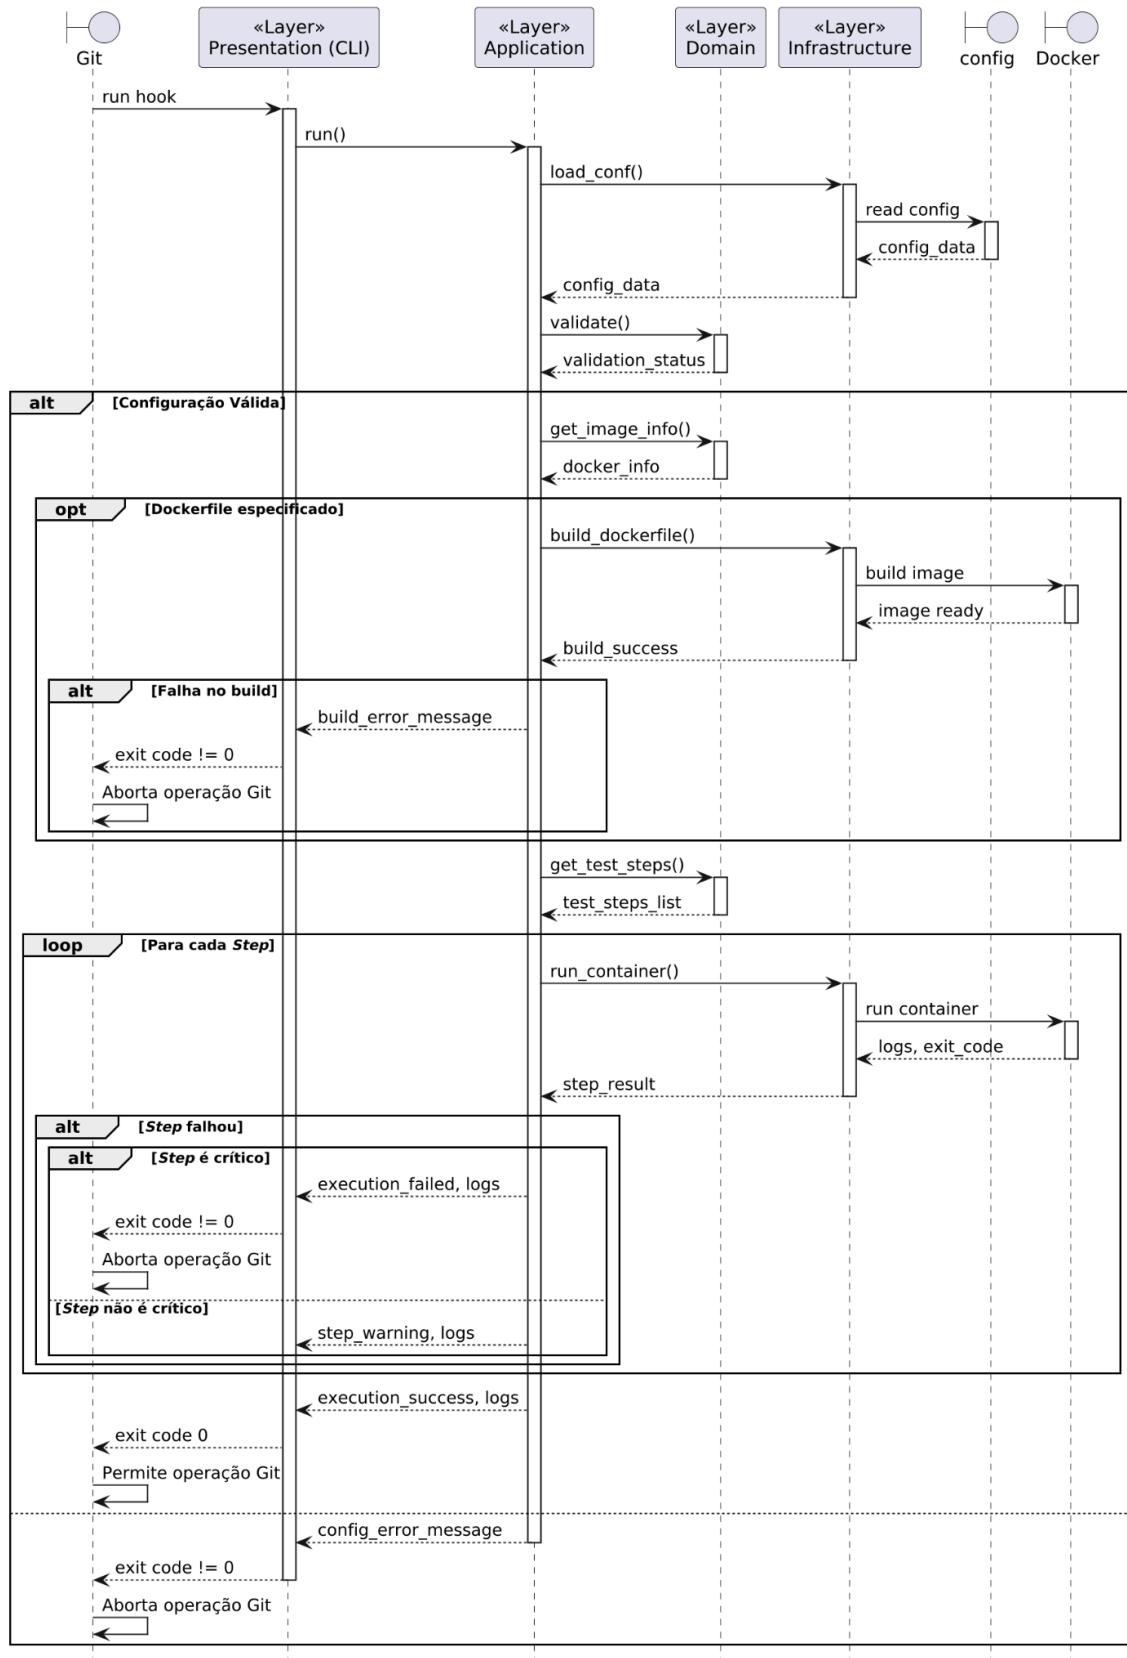 Git
«Layer»
Presentation (CLI)
«Layer»
Application
«Layer»
Domain
«Layer»
Infrastructure
config
Docker
run hook
run()
load_conf()
read config
config_data
config_data
validate()
validation_status
alt
[Configuração Válida]
get_image_info()
docker_info
opt
[Dockerfile especificado]
build_dockerfile()
build image
image ready
build_success
alt
[Falha no build]
build_error_message
exit code != 0
Aborta operação Git
get_test_steps()
test_steps_list
loop
[Para cada Step]
run_container()
run container
logs, exit_code
step_result
alt
[Step falhou]
alt
[Step é crítico]
execution_failed, logs
exit code != 0
Aborta operação Git
[Step não é crítico]
step_warning, logs
execution_success, logs
exit code 0
Permite operação Git
config_error_message
exit code != 0
Aborta operação Git